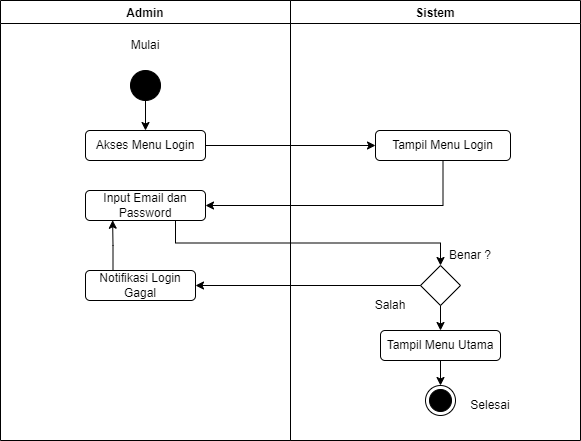 Admin
Sistem
Mulai
Akses Menu Login
Tampil Menu Login
Input Email dan
Password
Benar ?
Notifikasi Login
Gagal
Salah
Tampil Menu Utama
Selesai